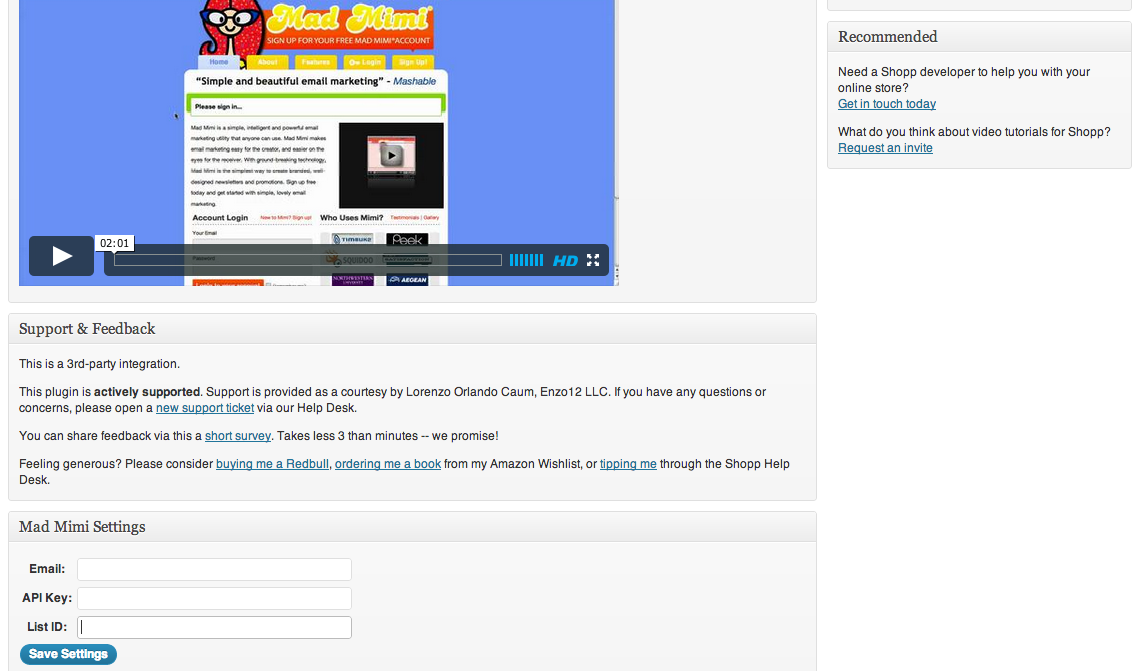 Mad Mimi
SIGN UP FOR YOUR FREE MAD MIMI ACCOUNT
Home About Features Login Sign Up!
“Simple and beautiful email marketing” - Mashable
Please sign in...
Mad Mimi is a simple, intelligent and powerful email
marketing utility that anyone can use. Mad Mimi makes
email marketing easy for the creator, and easier on the
eyes for the receiver. With ground-breaking technology,
Mad Mimi is the simplest way to create branded, well-
designed newsletters and promotions. Sign up free
today and get started with simple, lovely email
marketing.
Account Login New to Mimi? Sign up!
Who Uses Mimi? Testimonials | Gallery
Your Email
TIMBUK2 Peek
02:01
Password
SQUIDOO
HD
NORTHWESTERN
UNIVERSITY
AEGEAN
Support & Feedback
This is a 3rd-party integration.
This plugin is actively supported. Support is provided as a courtesy by Lorenzo Orlando Caum, Enzo12 LLC. If you have any questions or
concerns, please open a new support ticket via our Help Desk.
You can share feedback via this a short survey. Takes less 3 than minutes -- we promise!
Feeling generous? Please consider buying me a Redbull, ordering me a book from my Amazon Wishlist, or tipping me through the Shopp Help
Desk.
Mad Mimi Settings
Email:
API Key:
List ID:
Save Settings
Recommended
Need a Shopp developer to help you with your
online store?
Get in touch today
What do you think about video tutorials for Shopp?
Request an invite